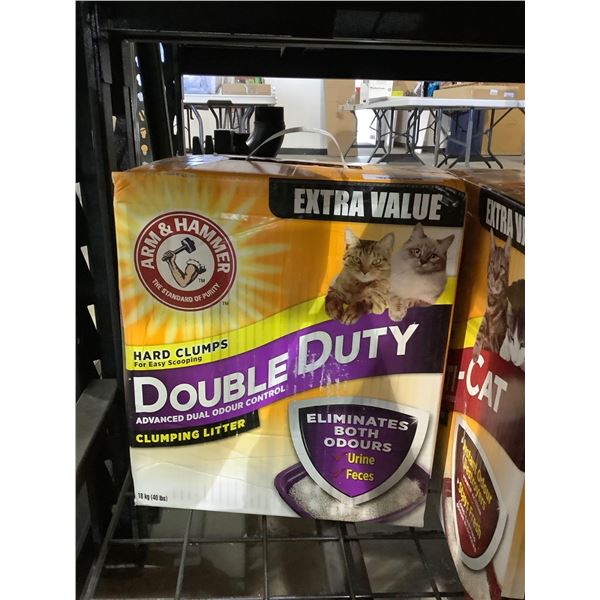 EXTRA VALUE
ARM & HAMMER
THE STANDARD OF PURITY
TM
HARD CLUMPS
For Easy Scooping
DOUBLE DUTY
ADVANCED DUAL ODOUR CONTROL
CLUMPING LITTER
ELIMINATES
BOTH
ODOURS
Urine
Feces
18 kg (40 lbs)
EXTRA VA
-CAT